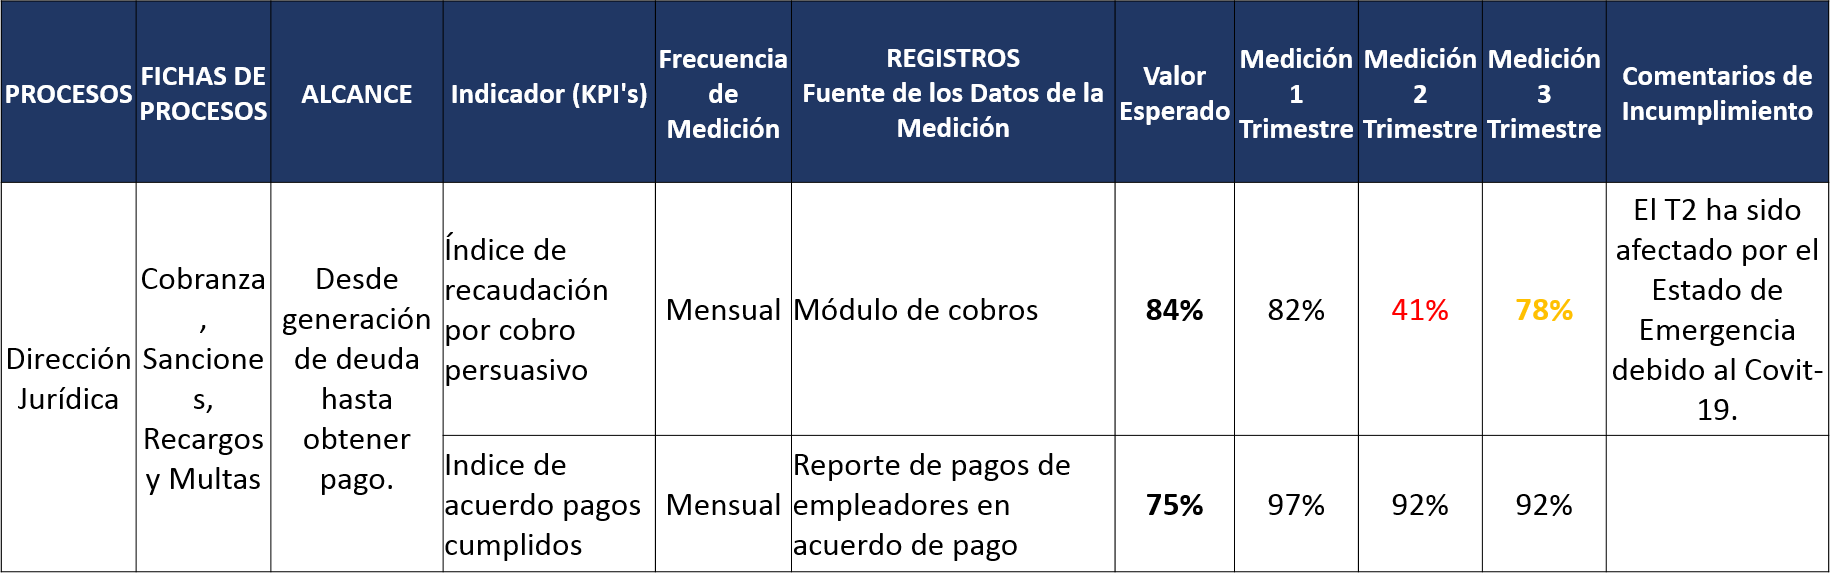 PROCESOS
FICHAS DE
PROCESOS
ALCANCE
Indicador (KPI's)
Frecuencia
de
Medición
REGISTROS
Fuente de los Datos de la
Medición
Valor
Esperado
Medición
1
Trimestre
Medición
2
Trimestre
Medición
3
Trimestre
Comentarios de
Incumplimiento
Dirección
Jurídica
Cobranza
,
Sancione
s,
Recargos
y Multas
Desde
generación
de deuda
hasta
obtener
pago.
Índice de
recaudación
por cobro
persuasivo
Mensual
Módulo de cobros
84%
82%
41%
78%
El T2 ha sido
afectado por el
Estado de
Emergencia
debido al Covit-
19.
Indice de
acuerdo pagos
cumplidos
Mensual
Reporte de pagos de
empleadores en
acuerdo de pago
75%
97%
92%
92%